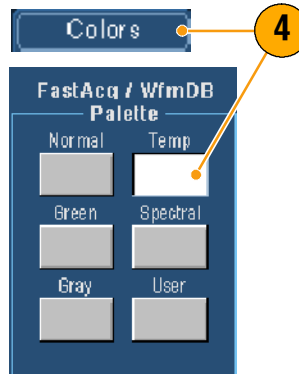 Colors
4
FastAcq / WfmDB
Palette
Normal Temp
Green Spectral
Gray User